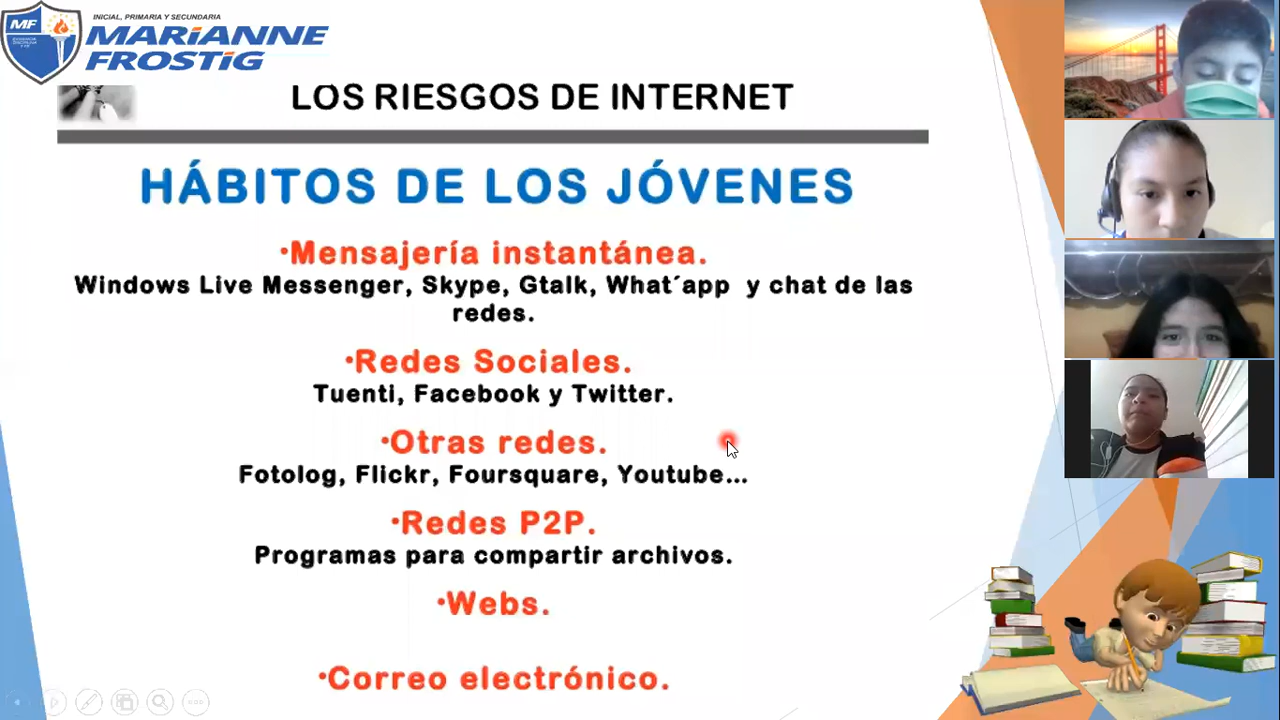 INICIAL, PRIMARIA Y SECUNDARIA
MF
MARIANNE
FROSTIG
LOS RIESGOS DE INTERNET
HÁBITOS DE LOS JÓVENES
•Mensajería instantánea.
Windows Live Messenger, Skype, Gtalk, What´app y chat de las
redes.
•Redes Sociales.
Tuenti, Facebook y Twitter.
•Otras redes.
Fotolog, Flickr, Foursquare, Youtube...
•Redes P2P.
Programas para compartir archivos.
•Webs.
•Correo electrónico.